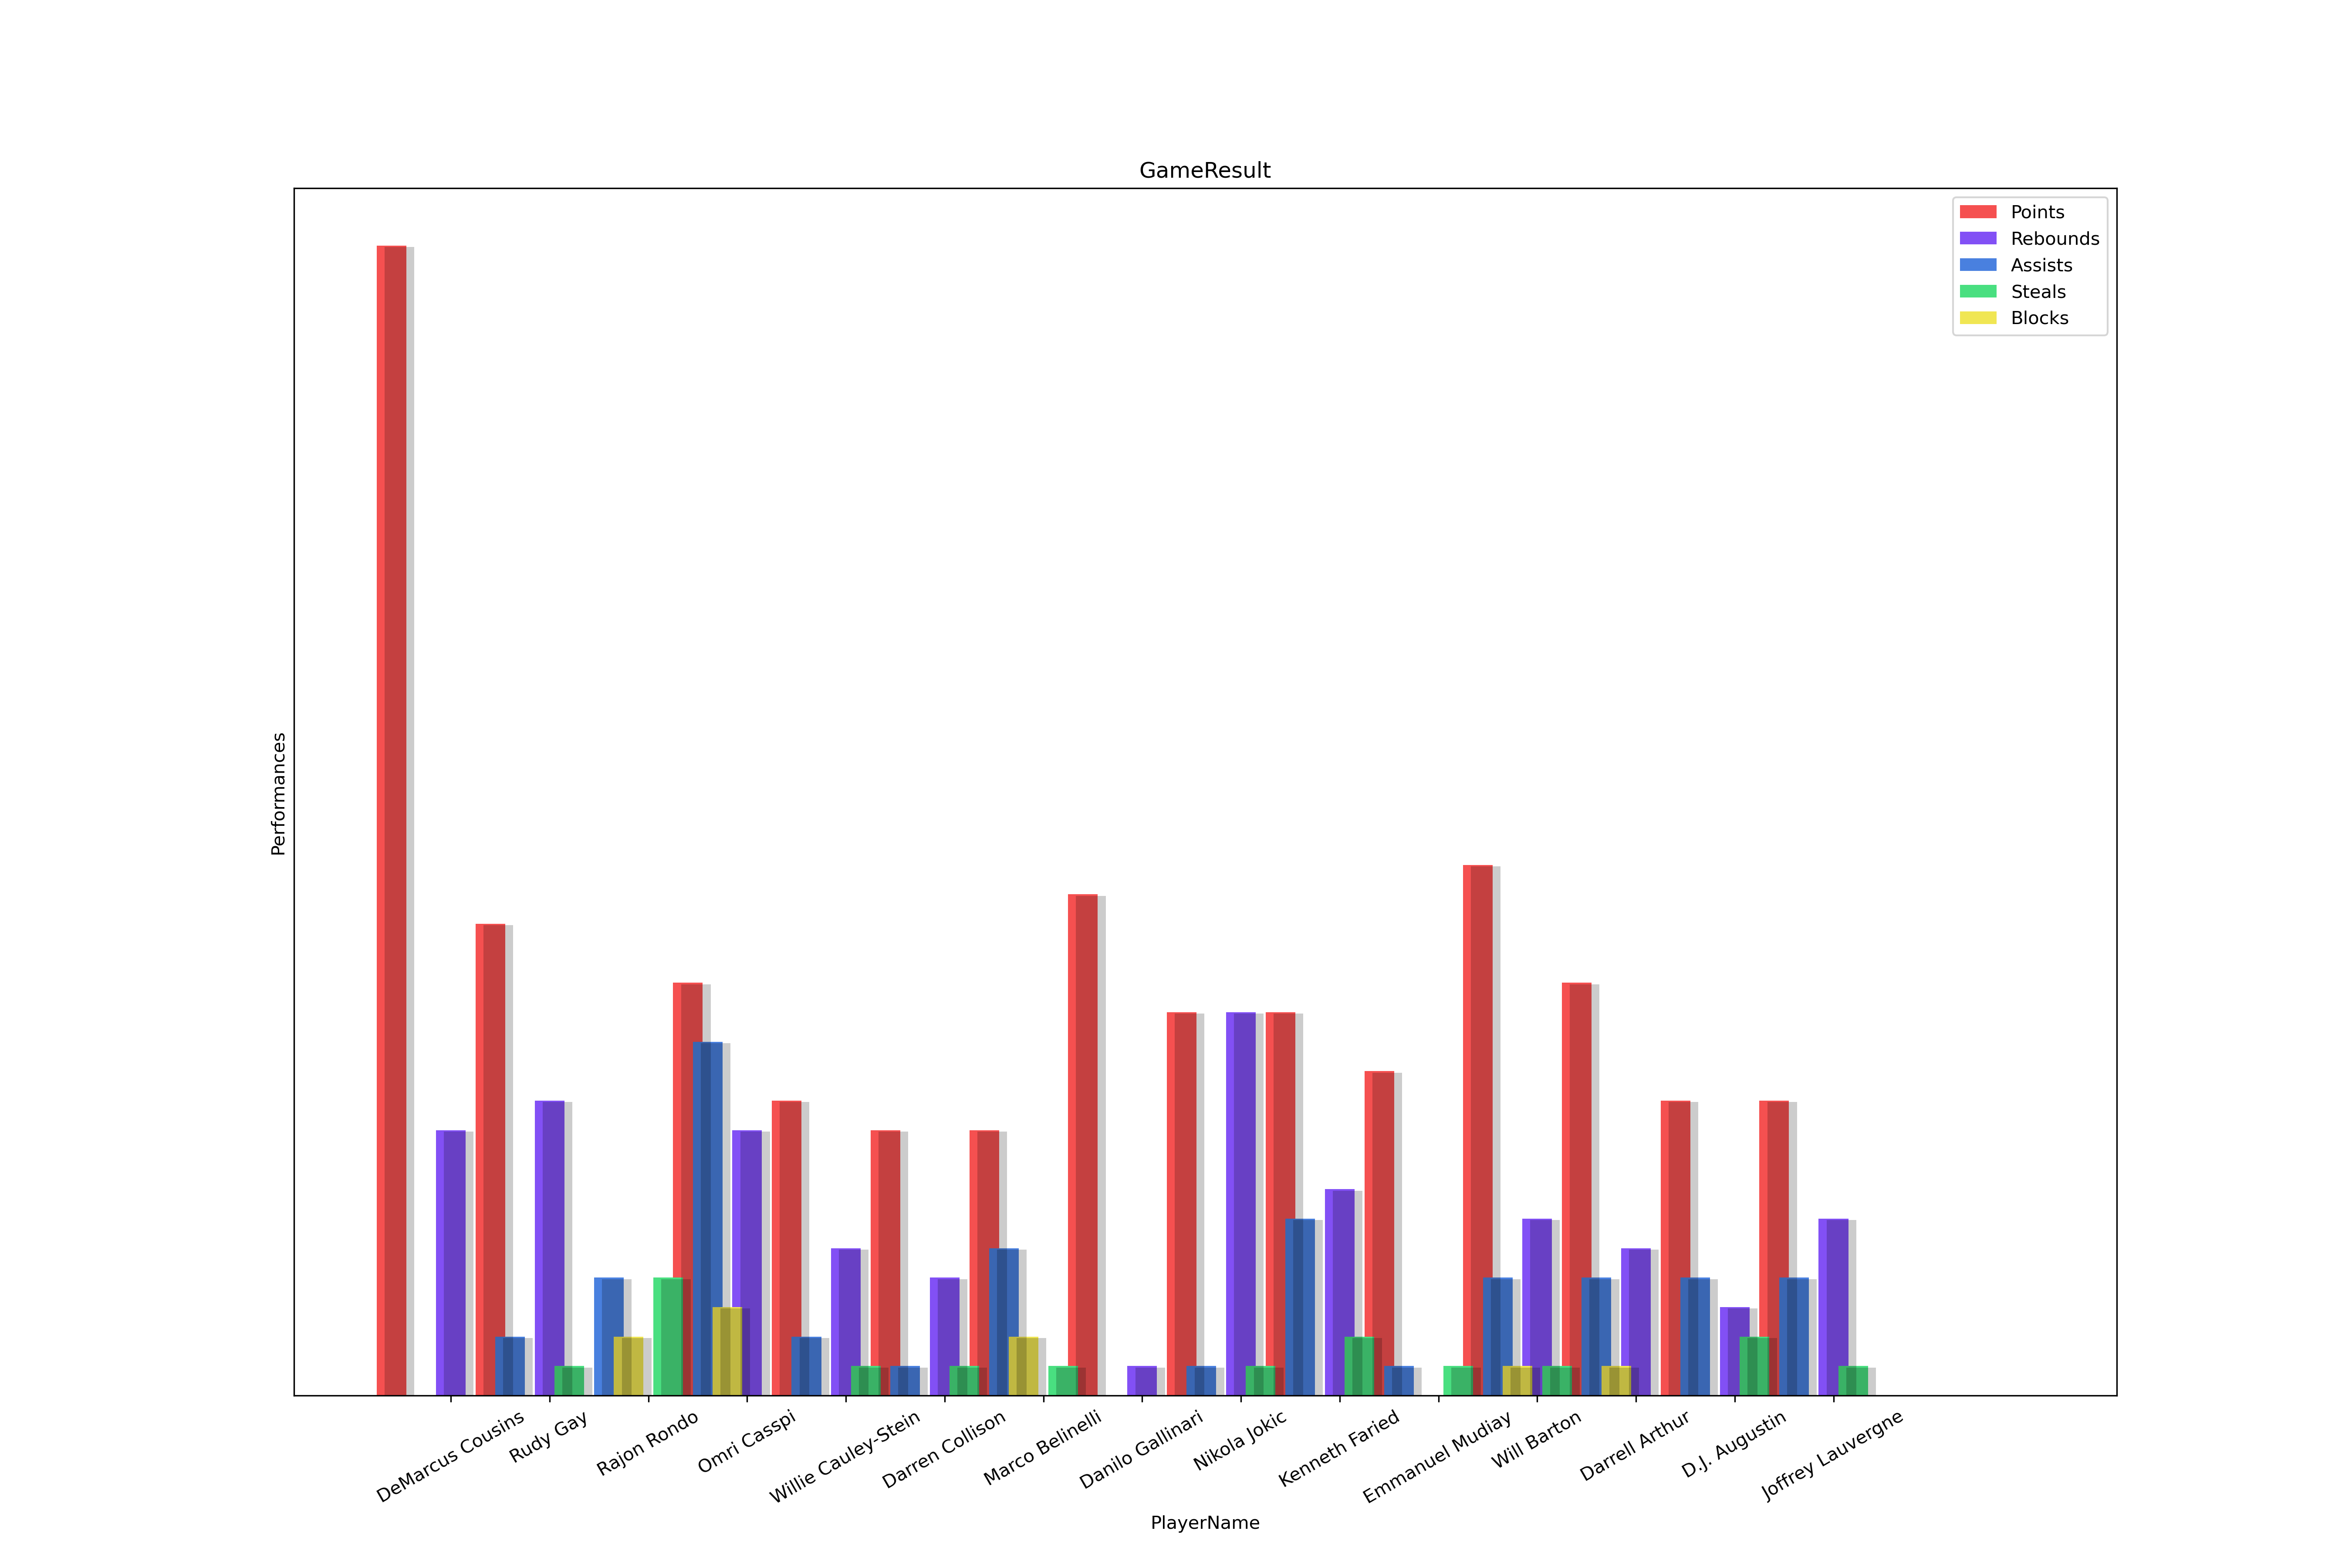 GameResult
Points
Rebounds
Assists
Steals
Blocks
Performances
DeMarcus Cousins
Rudy Gay
Rajon Rondo
Omri Casspi
Willie Cauley-Stein
Darren Collison
Marco Belinelli
Danilo Gallinari
Nikola Jokic
Kenneth Faried
Emmanuel Mudiay
Will Barton
Darrell Arthur
D.J. Augustin
Joffrey Lauvergne
PlayerName